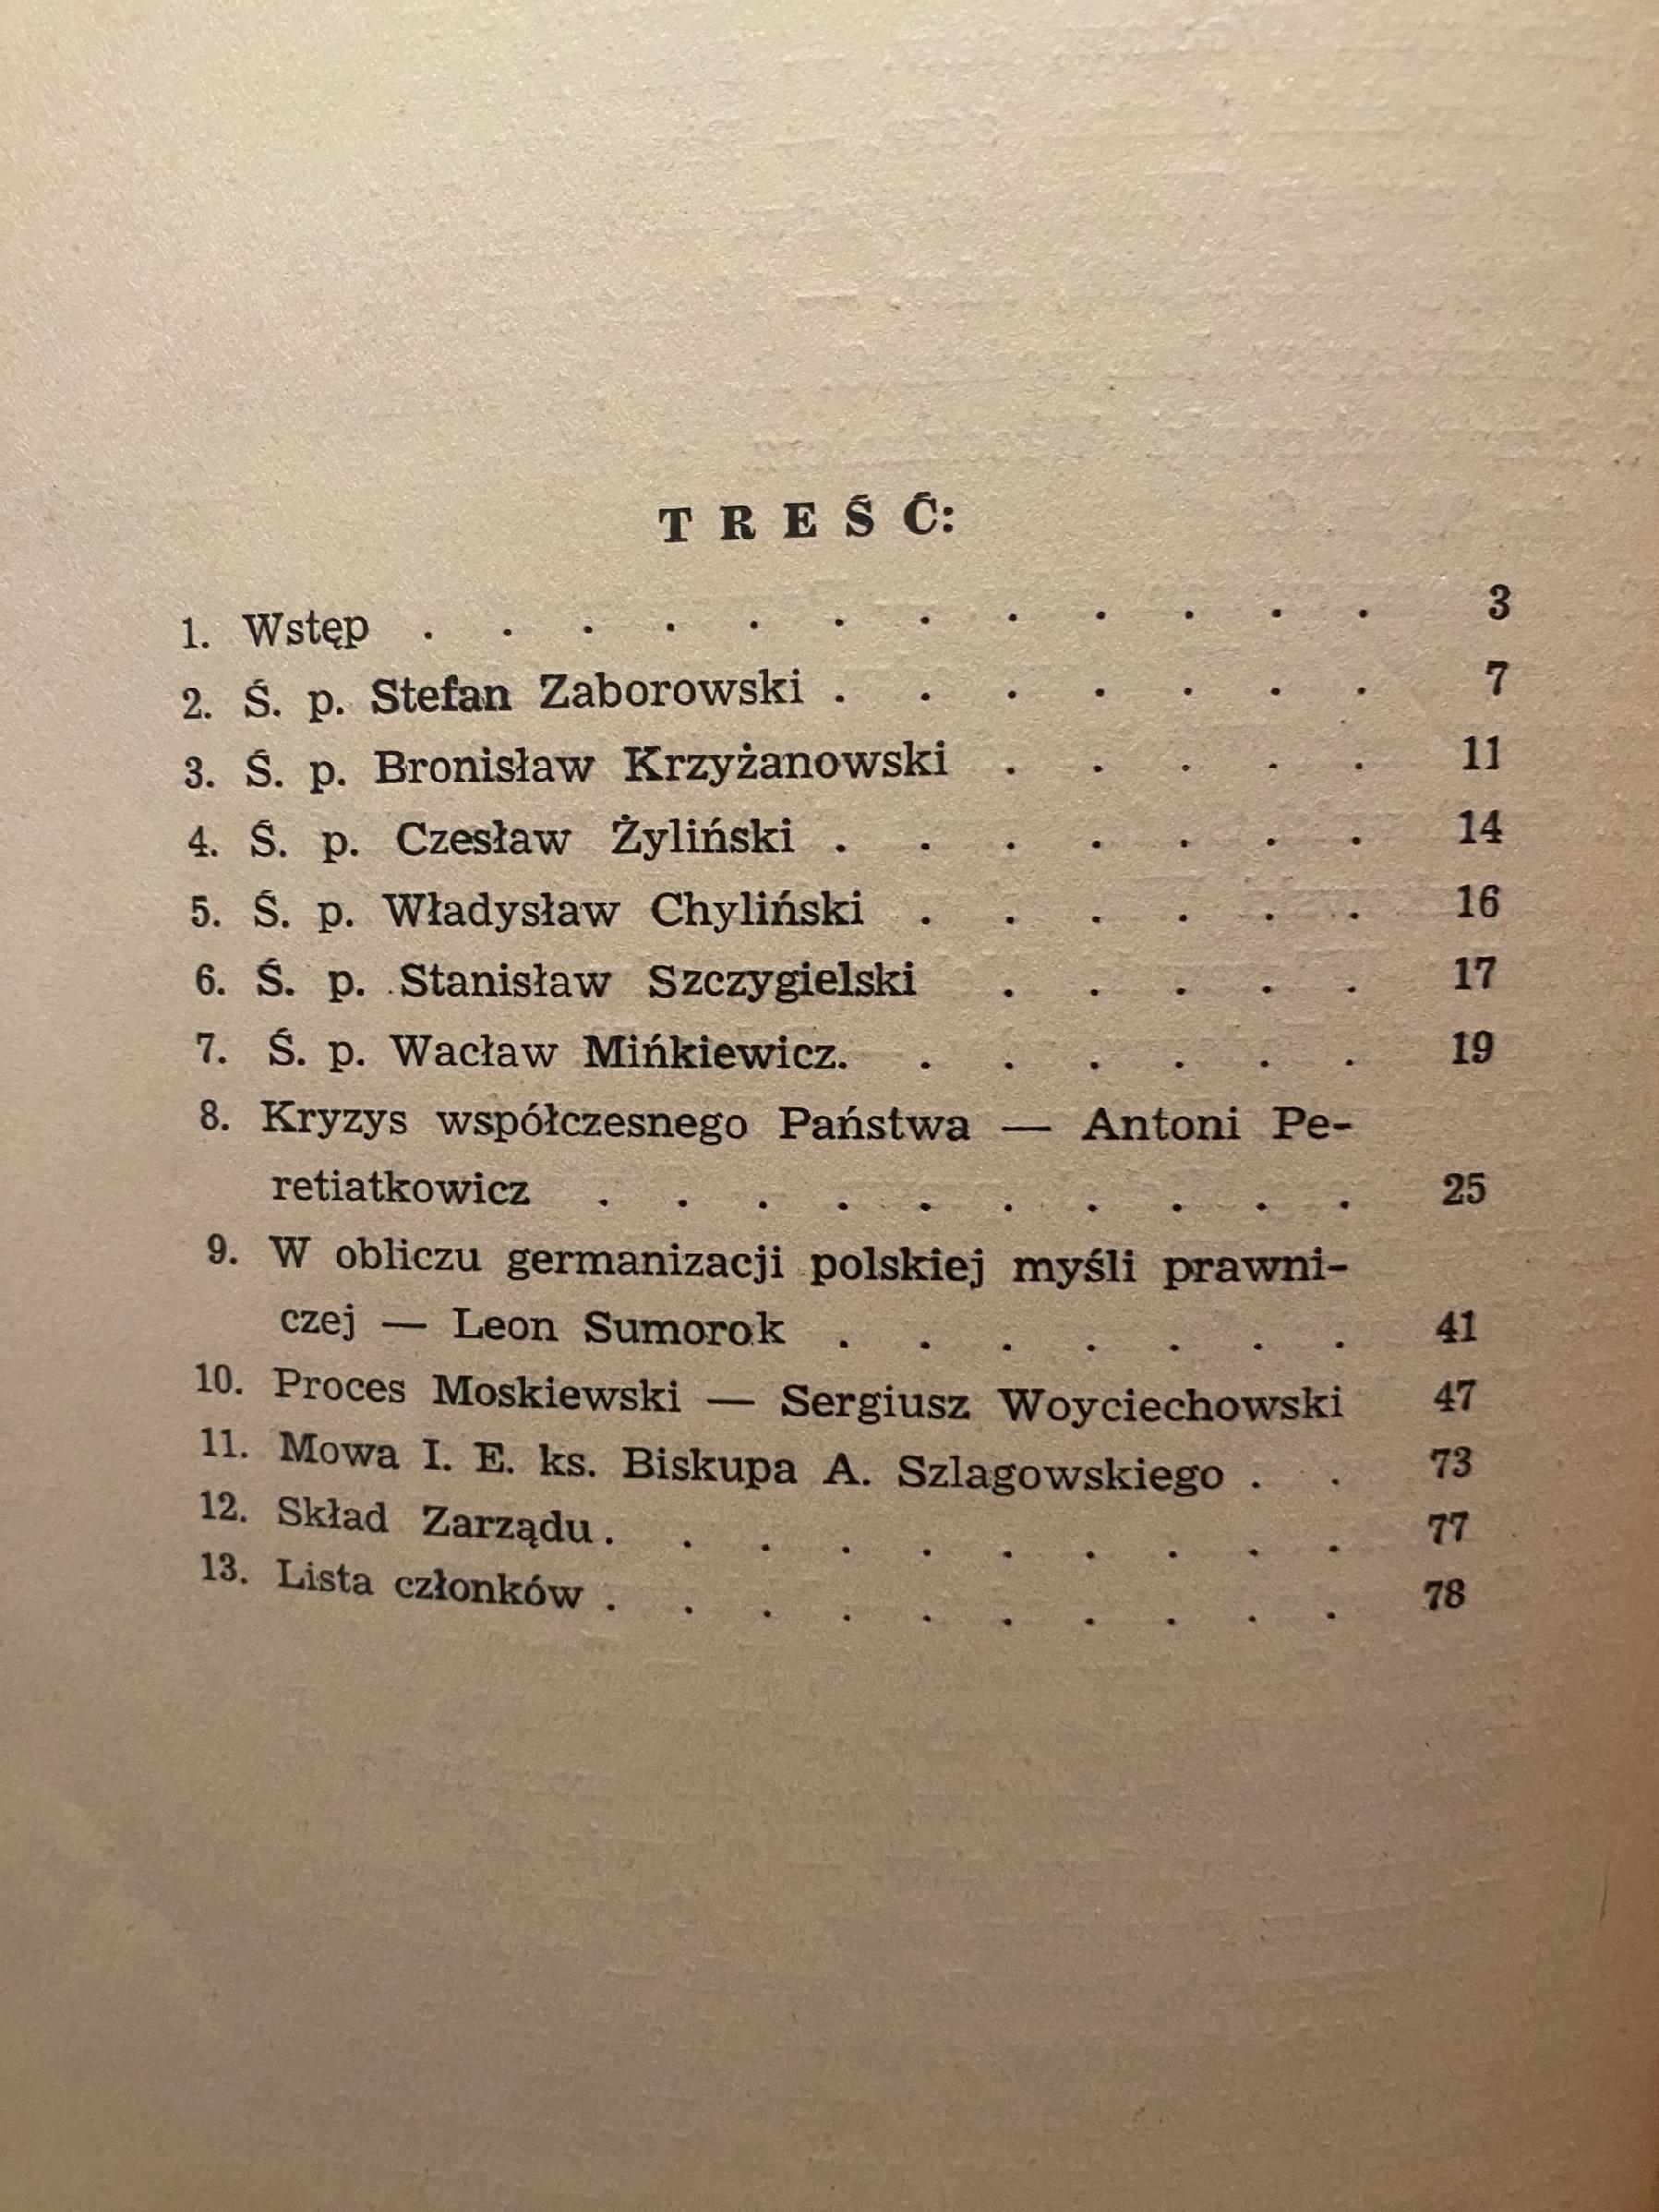 TREŚĆ:
1. Wstęp . . . . . . . . . . . . 3
2. Ś. p. Stefan Zaborowski . . . . . . . 7
3. Ś. p. Bronisław Krzyżanowski . . . . . 11
4. Ś. p. Czesław Żyliński . . . . . . . 14
5. Ś. p. Władysław Chyliński . . . . . . 16
6. Ś. p. Stanisław Szczygielski . . . . . 17
7. Ś. p. Wacław Mińkiewicz. . . . . . . 19
8. Kryzys współczesnego Państwa — Antoni Pe-
retiatkowicz . . . . . . . . . . 25
9. W obliczu germanizacji polskiej myśli prawni-
czej — Leon Sumorok . . . . . . . 41
10. Proces Moskiewski — Sergiusz Woyciechowski 47
11. Mowa I. E. ks. Biskupa A. Szlagowskiego . . 73
12. Skład Zarządu . . . . . . . . . . 77
13. Lista członków . . . . . . . . . . 78